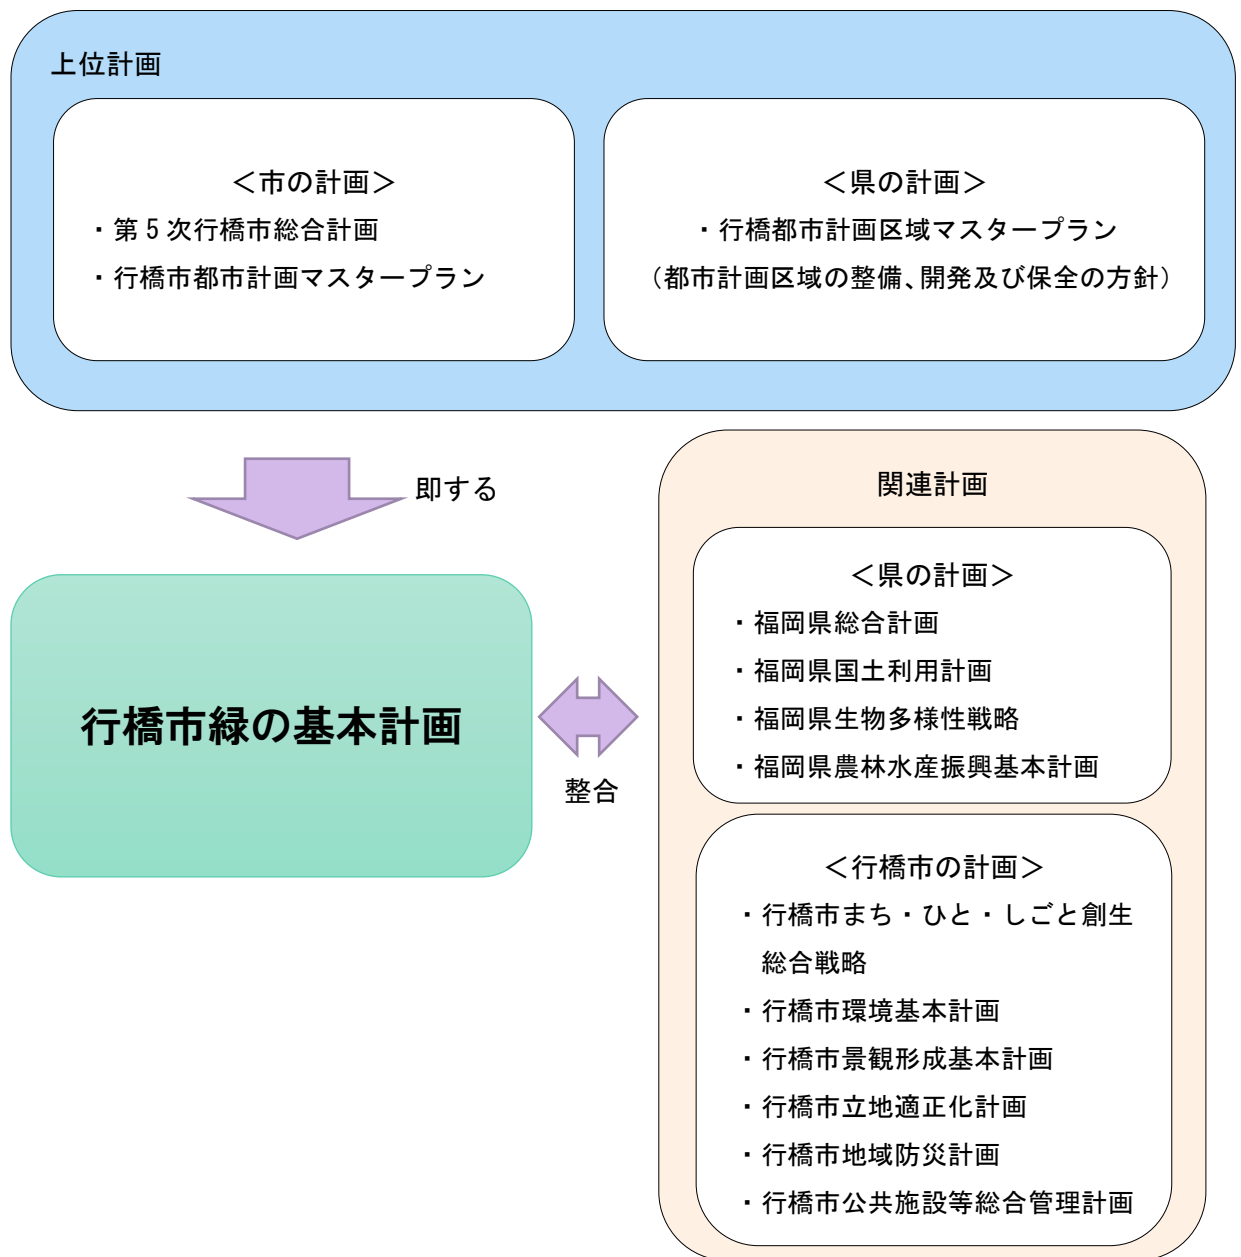 上位計画
＜市の計画＞
・第5次行橋市総合計画
・行橋市都市計画マスタープラン
＜県の計画＞
・行橋都市計画区域マスタープラン
（都市計画区域の整備、開発及び保全の方針）
即する
行橋市緑の基本計画
整合
関連計画
＜県の計画＞
・福岡県総合計画
・福岡県国土利用計画
・福岡県生物多様性戦略
・福岡県農林水産振興基本計画
＜行橋市の計画＞
・行橋市まち・ひと・しごと創生
総合戦略
・行橋市環境基本計画
・行橋市景観形成基本計画
・行橋市立地適正化計画
・行橋市地域防災計画
・行橋市公共施設等総合管理計画